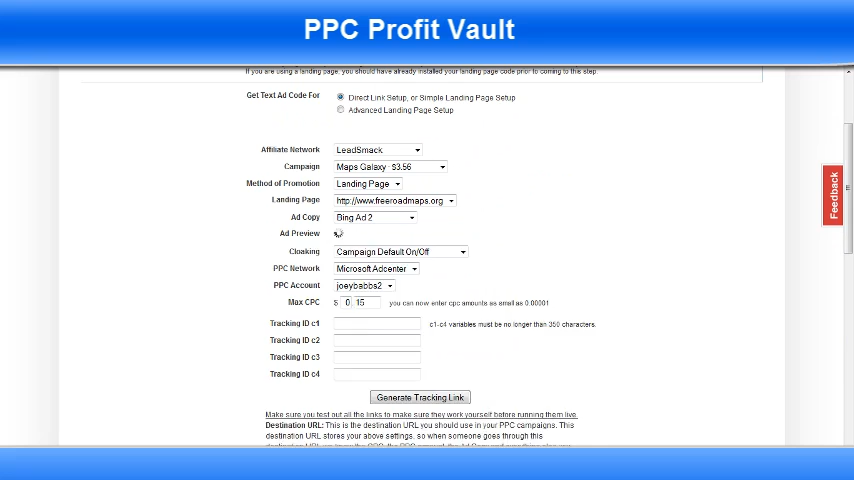 PPC Profit Vault
If you are using a landing page, you should have already installed your landing page code prior to coming to this step.
Get Text Ad Code For
Direct Link Setup, or Simple Landing Page Setup
Advanced Landing Page Setup
Affiliate Network LeadSmack
Campaign Maps Galaxy - $3.56
Method of Promotion Landing Page
Landing Page http://www.freeroadmaps.org
Ad Copy Bing Ad 2
Ad Preview
Cloaking Campaign Default On/Off
PPC Network Microsoft Adcenter
PPC Account joeybabbs2
Max CPC $ 0 . 15 you can now enter cpc amounts as small as 0.00001
Tracking ID c1 c1-c4 variables must be no longer than 350 characters.
Tracking ID c2
Tracking ID c3
Tracking ID c4
Generate Tracking Link
Make sure you test out all the links to make sure they work yourself before running them live.
Destination URL: This is the destination URL you should use in your PPC campaigns. This
destination URL stores your above settings, so when someone goes through this
Feedback